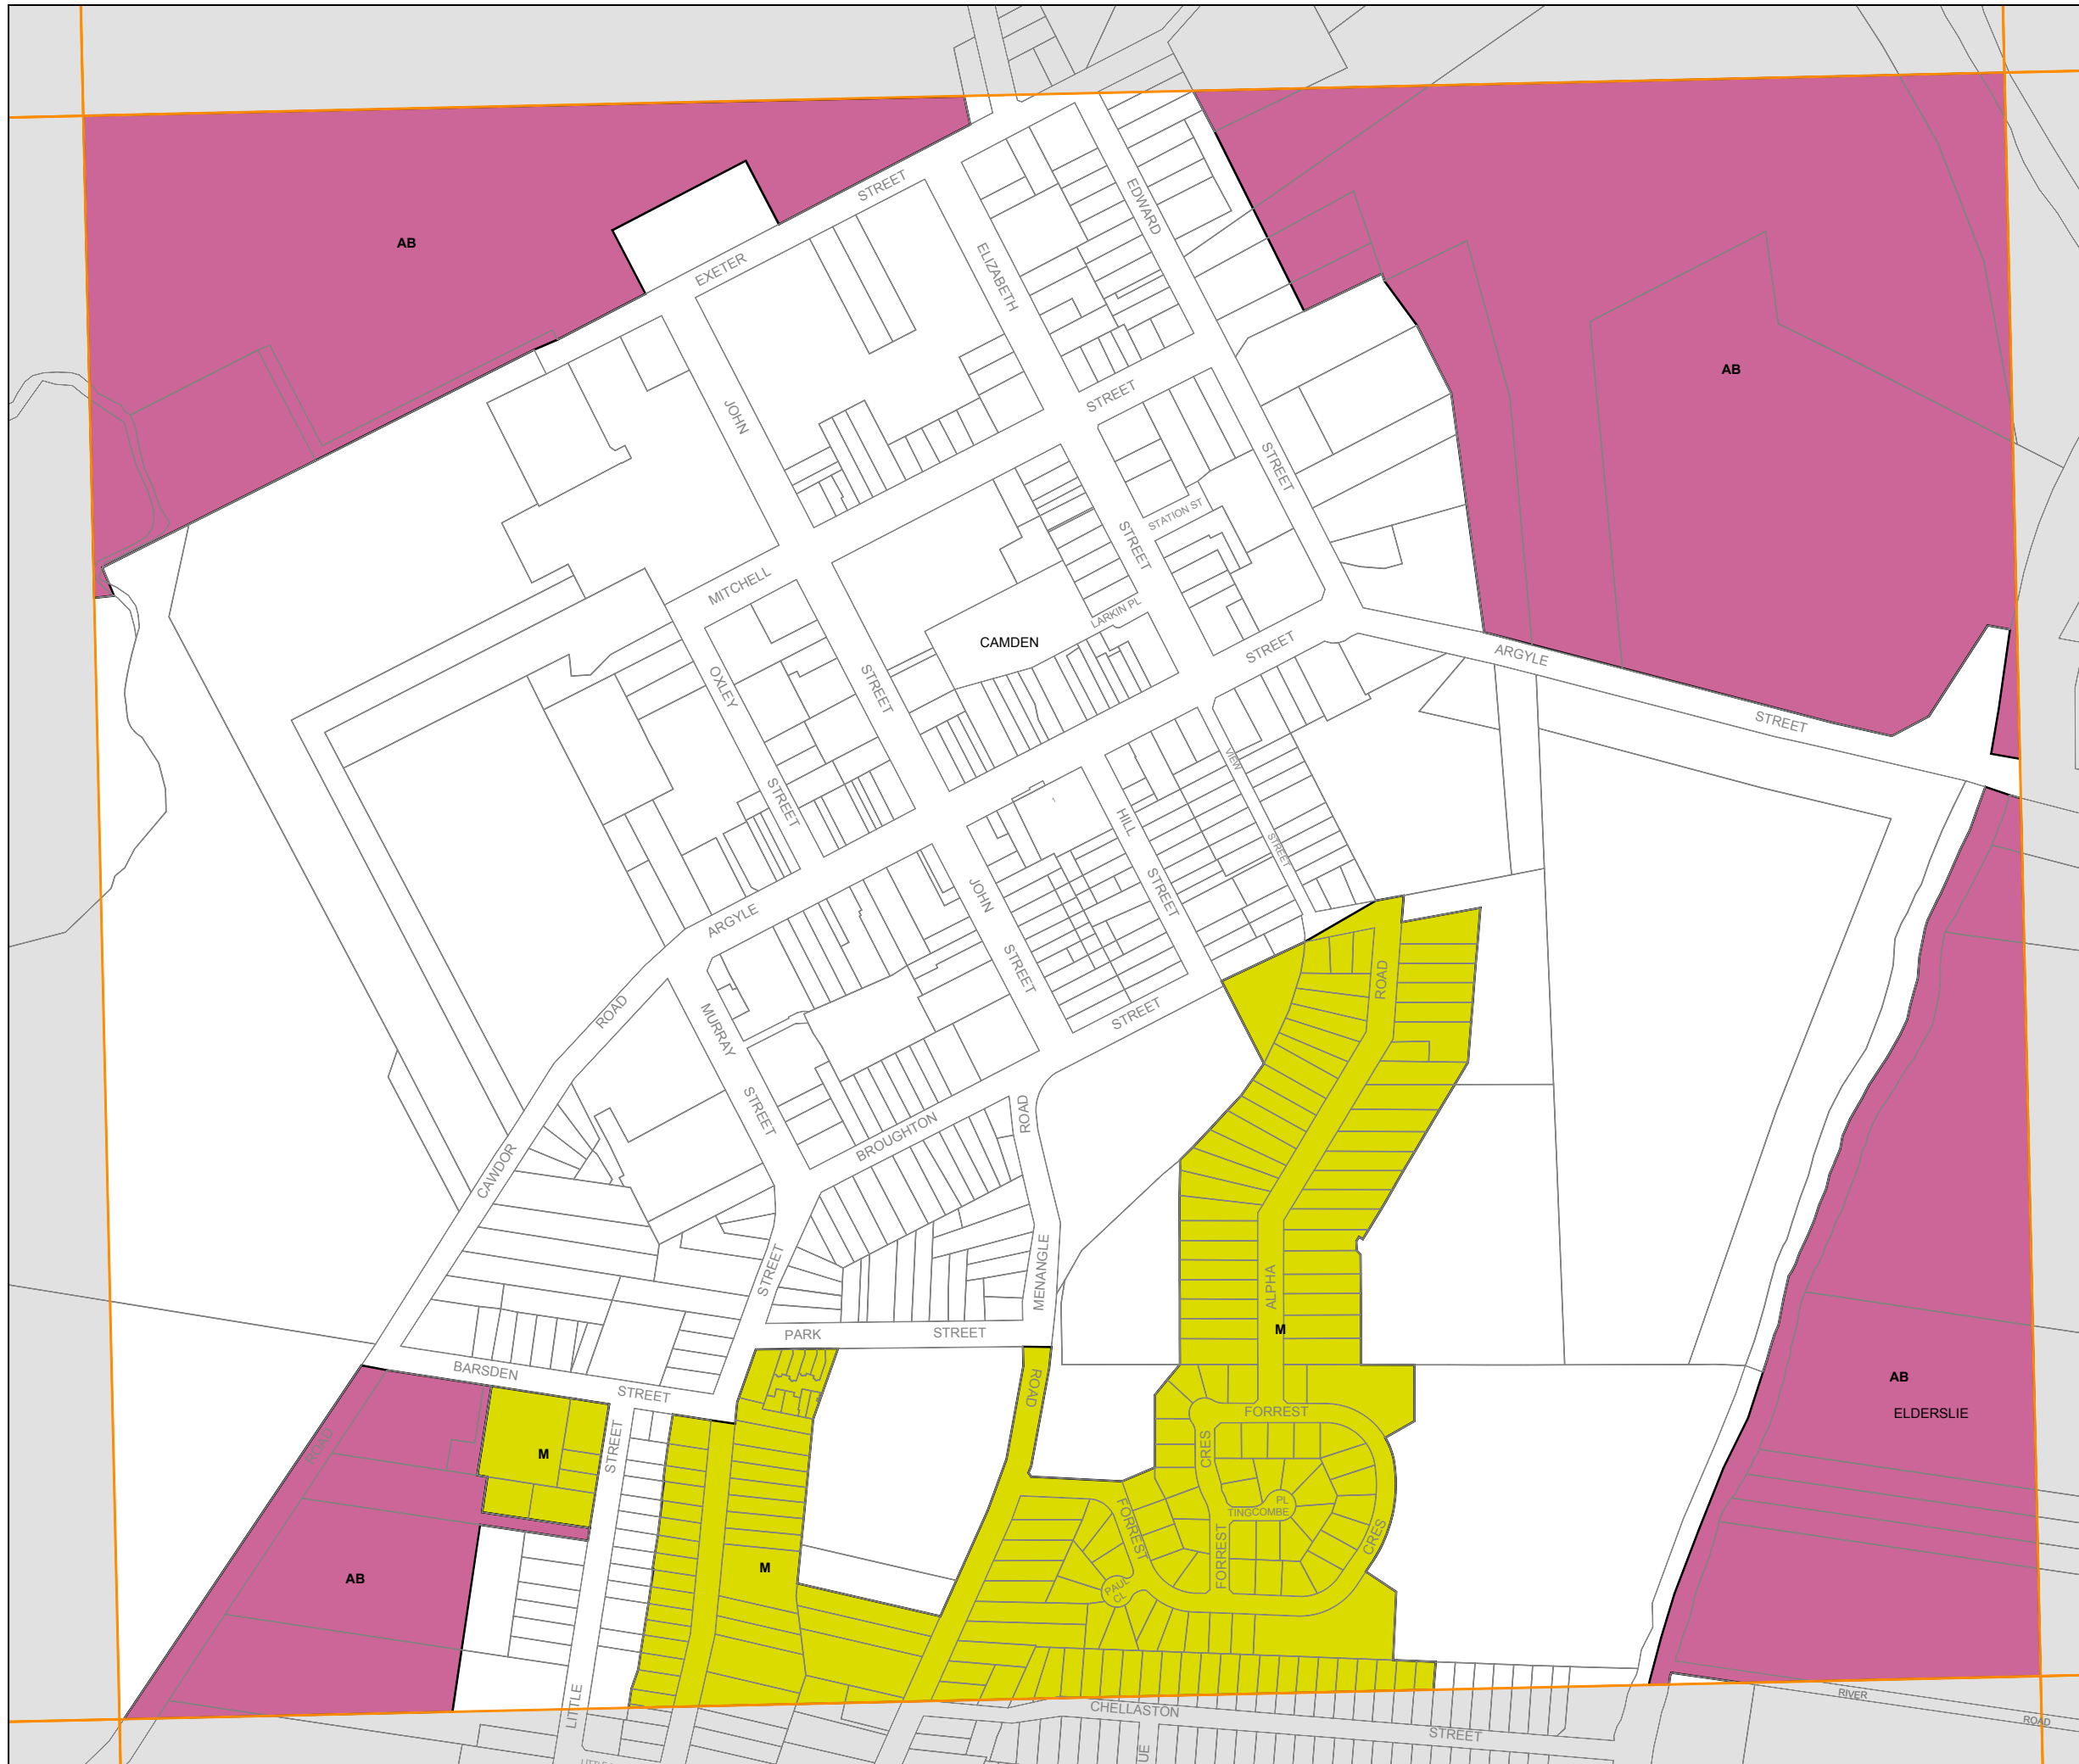 STREET
EDWARD
AB
ELIZABETH
EXETER
AB
STREET
JOHN
STREET
STATION ST
STREET
MITCHELL
LARKIN PL
CAMDEN
STREET
ARGYLE
OXLEY
STREET
STREET
VIEW
STREET
HILL
STREET
JOHN
STREET
ARGYLE
STREET
ROAD
ROAD
STREET
MURRAY
STREET
ROAD
BROUGHTON
CAWDOR
STREET
MENANGLE
ALPHA
M
PARK
STREET
BARSDEN
STREET
ROAD
AB
ELDERSLIE
FORREST
ROAD
STREET
CRES
M
PL
TINGCOMBE
FORREST
FORREST
CRES
M
AB
PAUL
CL
LITTLE
RIVER
ROAD
CHELLASTON
STREET
UE